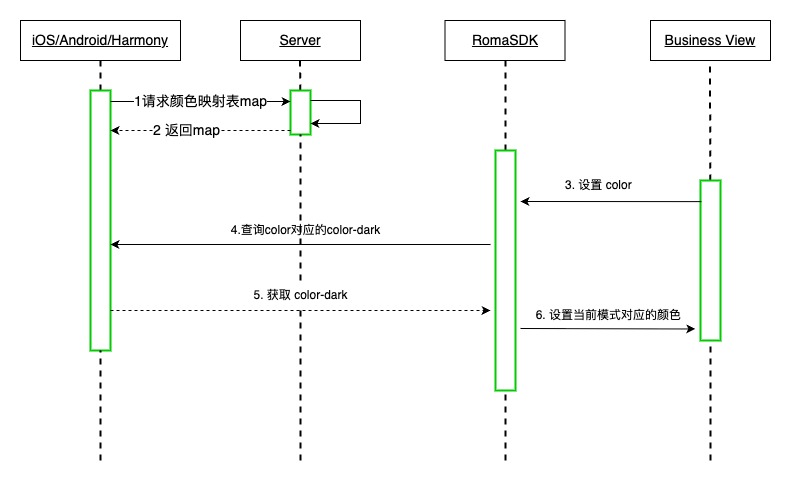 iOS/Android/Harmony
Server
RomaSDK
Business View
1请求颜色映射表map
2 返回map
3. 设置 color
4.查询color对应的color-dark
5. 获取 color-dark
6. 设置当前模式对应的颜色